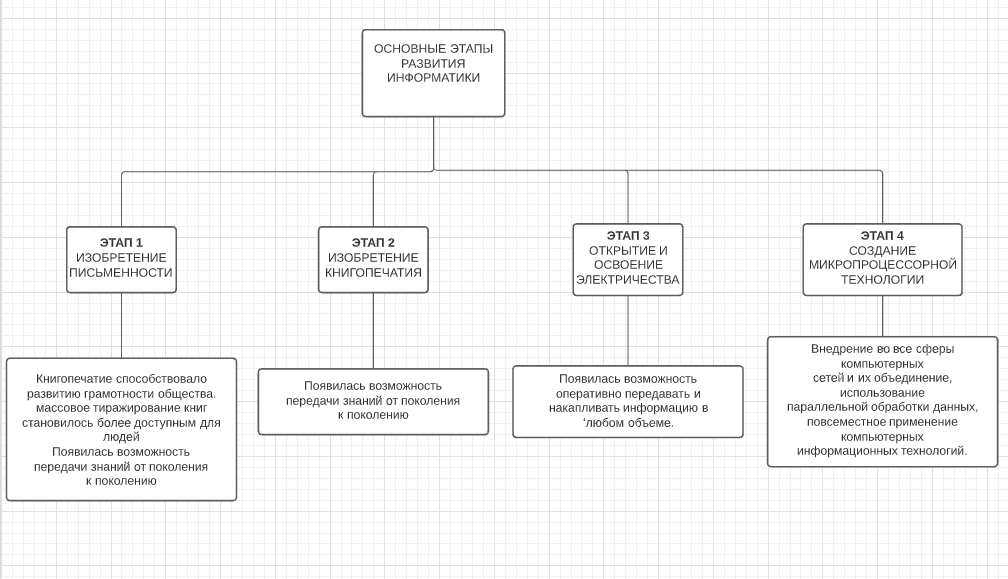 ОСНОВНЫЕ ЭТАПЫ
РАЗВИТИЯ
ИНФОРМАТИКИ
ЭТАП 1
ИЗОБРЕТЕНИЕ
ПИСЬМЕННОСТИ
ЭТАП 2
ИЗОБРЕТЕНИЕ
КНИГОПЕЧАТИЯ
ЭТАП 3
ОТКРЫТИЕ И
ОСВОЕНИЕ
ЭЛЕКТРИЧЕСТВА
ЭТАП 4
СОЗДАНИЕ
МИКРОПРОЦЕССОРНОЙ
ТЕХНОЛОГИИ
Книгопечатие способствовало
развитию грамотности общества.
массовое тиражирование книг
становилось более доступным для
людей
Появилась возможность
передачи знаний от поколения
к поколению
Появилась возможность
передачи знаний от поколения
к поколению
Появилась возможность
оперативно передавать и
накапливать информацию в
'любом объеме.
Внедрение во все сферы
компьютерных
сетей и их объединение,
использование
параллельной обработки данных,
повсеместное применение
компьютерных
информационных технологий.